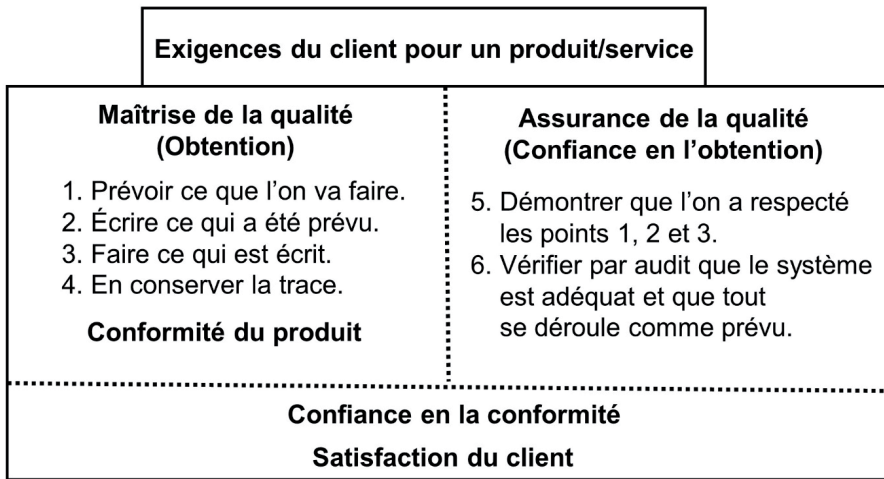 Exigences du client pour un produit/service
Maîtrise de la qualité
(Obtention)
1. Prévoir ce que l’on va faire.
2. Écrire ce qui a été prévu.
3. Faire ce qui est écrit.
4. En conserver la trace.
Conformité du produit
Assurance de la qualité
(Confiance en l’obtention)
5. Démontrer que l’on a respecté
les points 1, 2 et 3.
6. Vérifier par audit que le système
est adéquat et que tout
se déroule comme prévu.
Confiance en la conformité
Satisfaction du client